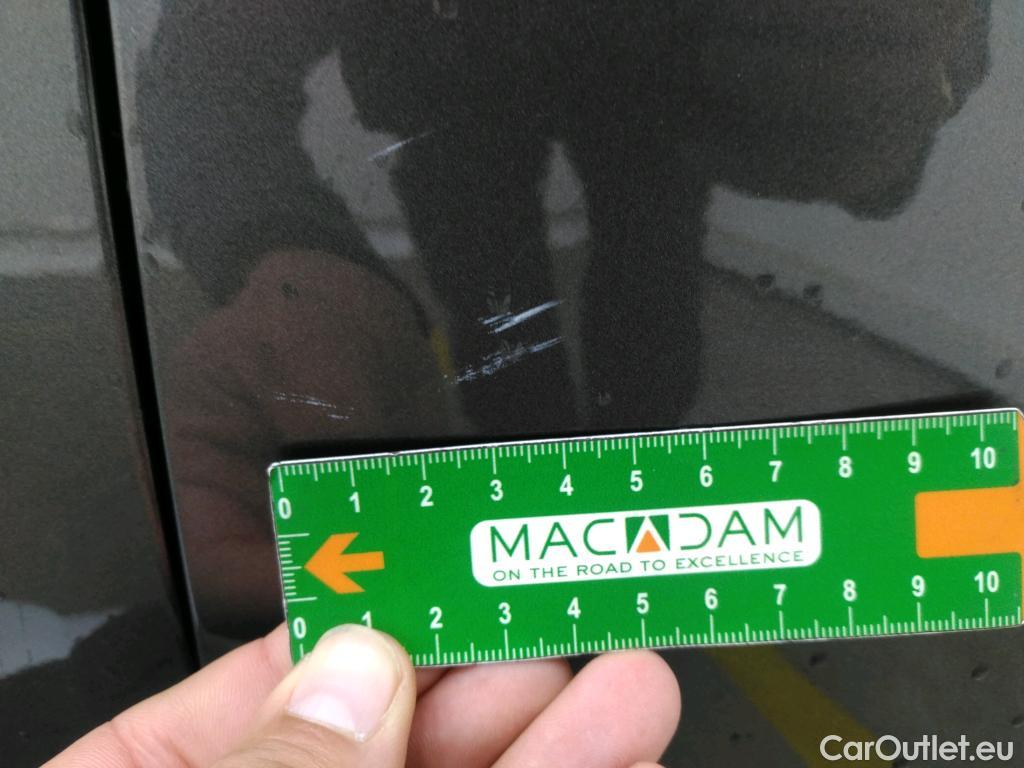 0 1 2 3 4 5 6 7 8 9 10
MACADAM
ON THE ROAD TO EXCELLENCE
0 1 2 3 4 5 6 7 8 9 10
CarOutlet.eu